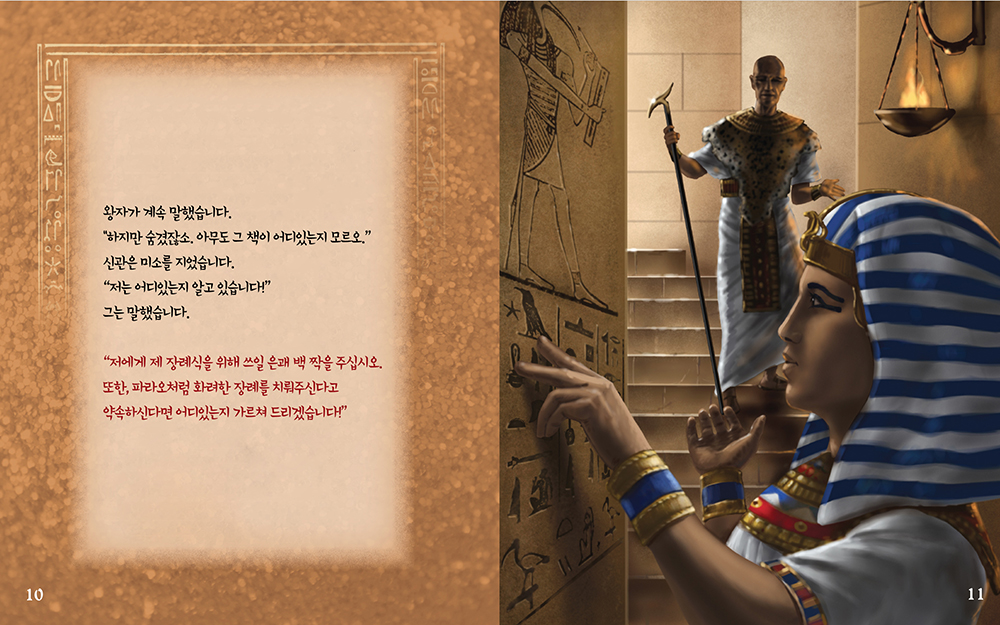 왕자가 계속 말했습니다.
"하지만 숨겼잖소. 아무도 그 책이 어디있는지 모르오.”
신관은 미소를 지었습니다.
“저는 어디있는지 알고 있습니다!”
그는 말했습니다.
“저에게 제 장례식을 위해 쓰일 은괘 백 짝을 주십시오.
또한, 파라오처럼 화려한 장례를 치뤄주신다고
약속하신다면 어디있는지 가르쳐 드리겠습니다!”
10
11